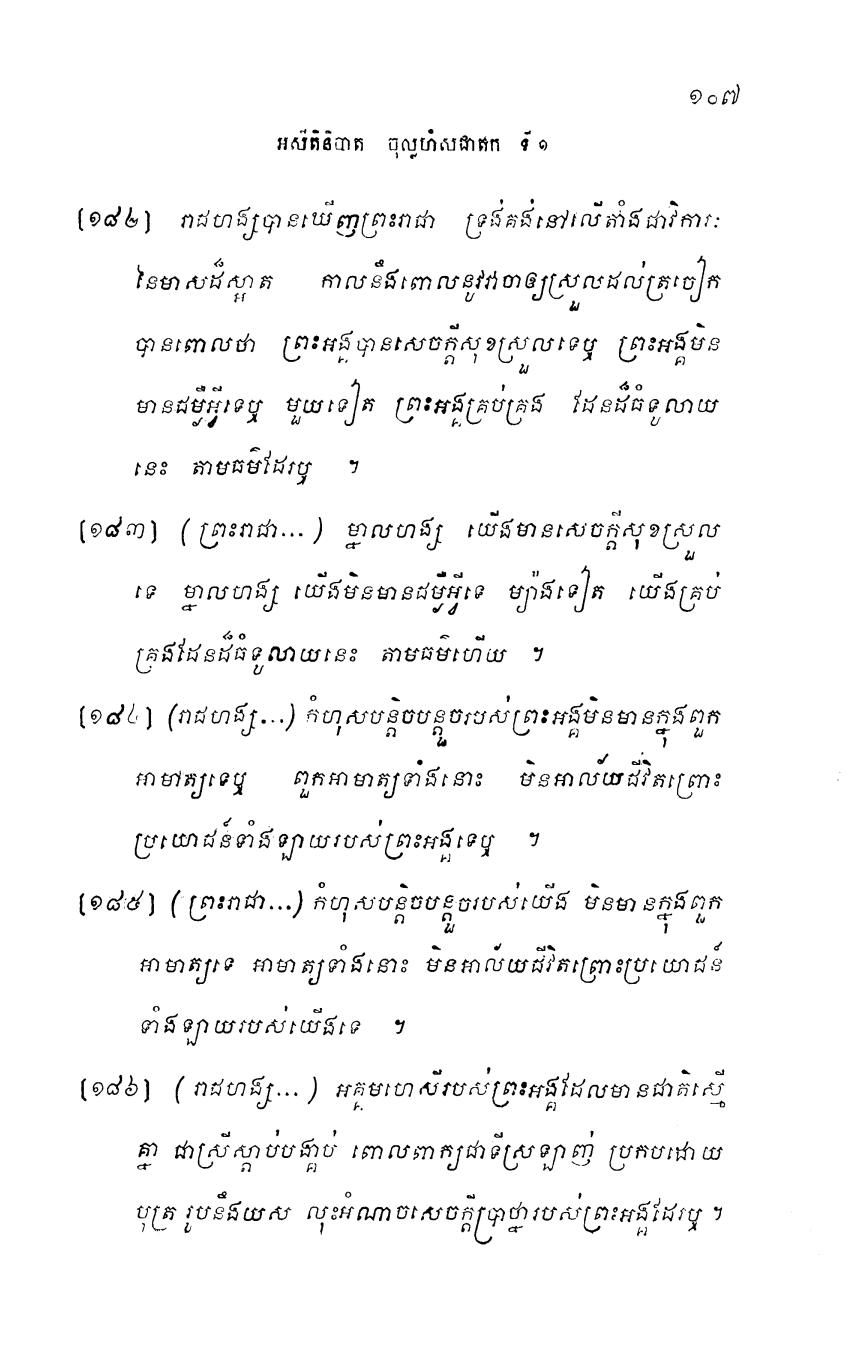 ១០៧
អសីតិនិបាត ចុល្លហំសជាតក ទី ១
[១៨២] រាជហង្សបានឃើញព្រះរាជា ទ្រង់គង់នៅលើតាំងជាវិការៈ
នៃមាសដ៏ស្អាត កាលនឹងពោលនូវវាចាឲ្យស្រួលដល់ត្រចៀក
បានពោលថា ព្រះអង្គបានសេចក្តីសុខស្រួលទេឬ ព្រះអង្គមិន
មានជម្ងឺអ្វីទេឬ មួយទៀត ព្រះអង្គគ្រប់គ្រង ដែនដ៏ធំទូលាយ
នេះ តាមធម៌ដែរឬ ។
[១៨៣] (ព្រះរាជា...) ម្នាលហង្ស យើងមានសេចក្តីសុខស្រួល
ទេ ម្នាលហង្ស យើងមិនមានជម្ងឺអ្វីទេ ម្យ៉ាងទៀត យើងគ្រប់
គ្រងដែនដ៏ធំទូលាយនេះ តាមធម៌ហើយ ។
[១៨៤] (រាជហង្ស...) កំហុសបន្តិចបន្តួចរបស់ព្រះអង្គមិនមានក្នុងពួក
អាមាត្យទេឬ ពួកអាមាត្យទាំងនោះ មិនអាល័យជីវិតព្រោះ
ប្រយោជន៍ទាំងឡាយរបស់ព្រះអង្គទេឬ ។
[១៨៥] (ព្រះរាជា...) កំហុសបន្តិចបន្តួចរបស់យើង មិនមានក្នុងពួក
អាមាត្យទេ អាមាត្យទាំងនោះ មិនអាល័យជីវិតព្រោះប្រយោជន៍
ទាំងឡាយរបស់យើងទេ ។
[១៨៦] (រាជហង្ស...) អគ្គមហេសីរបស់ព្រះអង្គដែលមានជាតិស្មើ
គ្នា ជាស្រីស្តាប់បង្គាប់ ពោលពាក្យជាទីស្រឡាញ់ ប្រកបដោយ
បុត្រ រូបនឹងយស លុះអំណាចសេចក្តីប្រាថ្នារបស់ព្រះអង្គដែរឬ ។